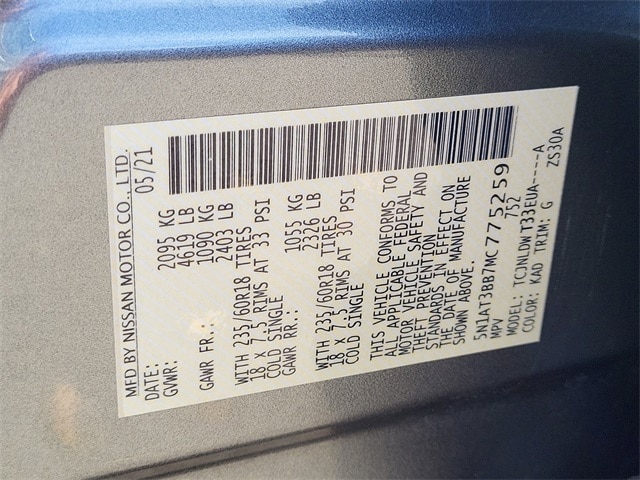 MFD BY NISSAN MOTOR CO., LTD.
DATE: 05/21
GVWR: 2095 KG
4619 LB
GAWR FR.: 1090 KG
2403 LB
WITH 235/60R18 TIRES
18 X 7.5 RIMS AT 33 PSI
COLD SINGLE
GAWR RR.: 1055 KG
2326 LB
WITH 235/60R18 TIRES
18 X 7.5 RIMS AT 30 PSI
COLD SINGLE
THIS VEHICLE CONFORMS TO
ALL APPLICABLE FEDERAL
MOTOR VEHICLE SAFETY AND
THEFT PREVENTION
STANDARDS IN EFFECT ON
THE DATE OF MANUFACTURE
SHOWN ABOVE.
5N1AT3BB7MC775259
MPV 752
MODEL: TCJNLDWT33EUA----A
COLOR: KAD TRIM: G ZS30A